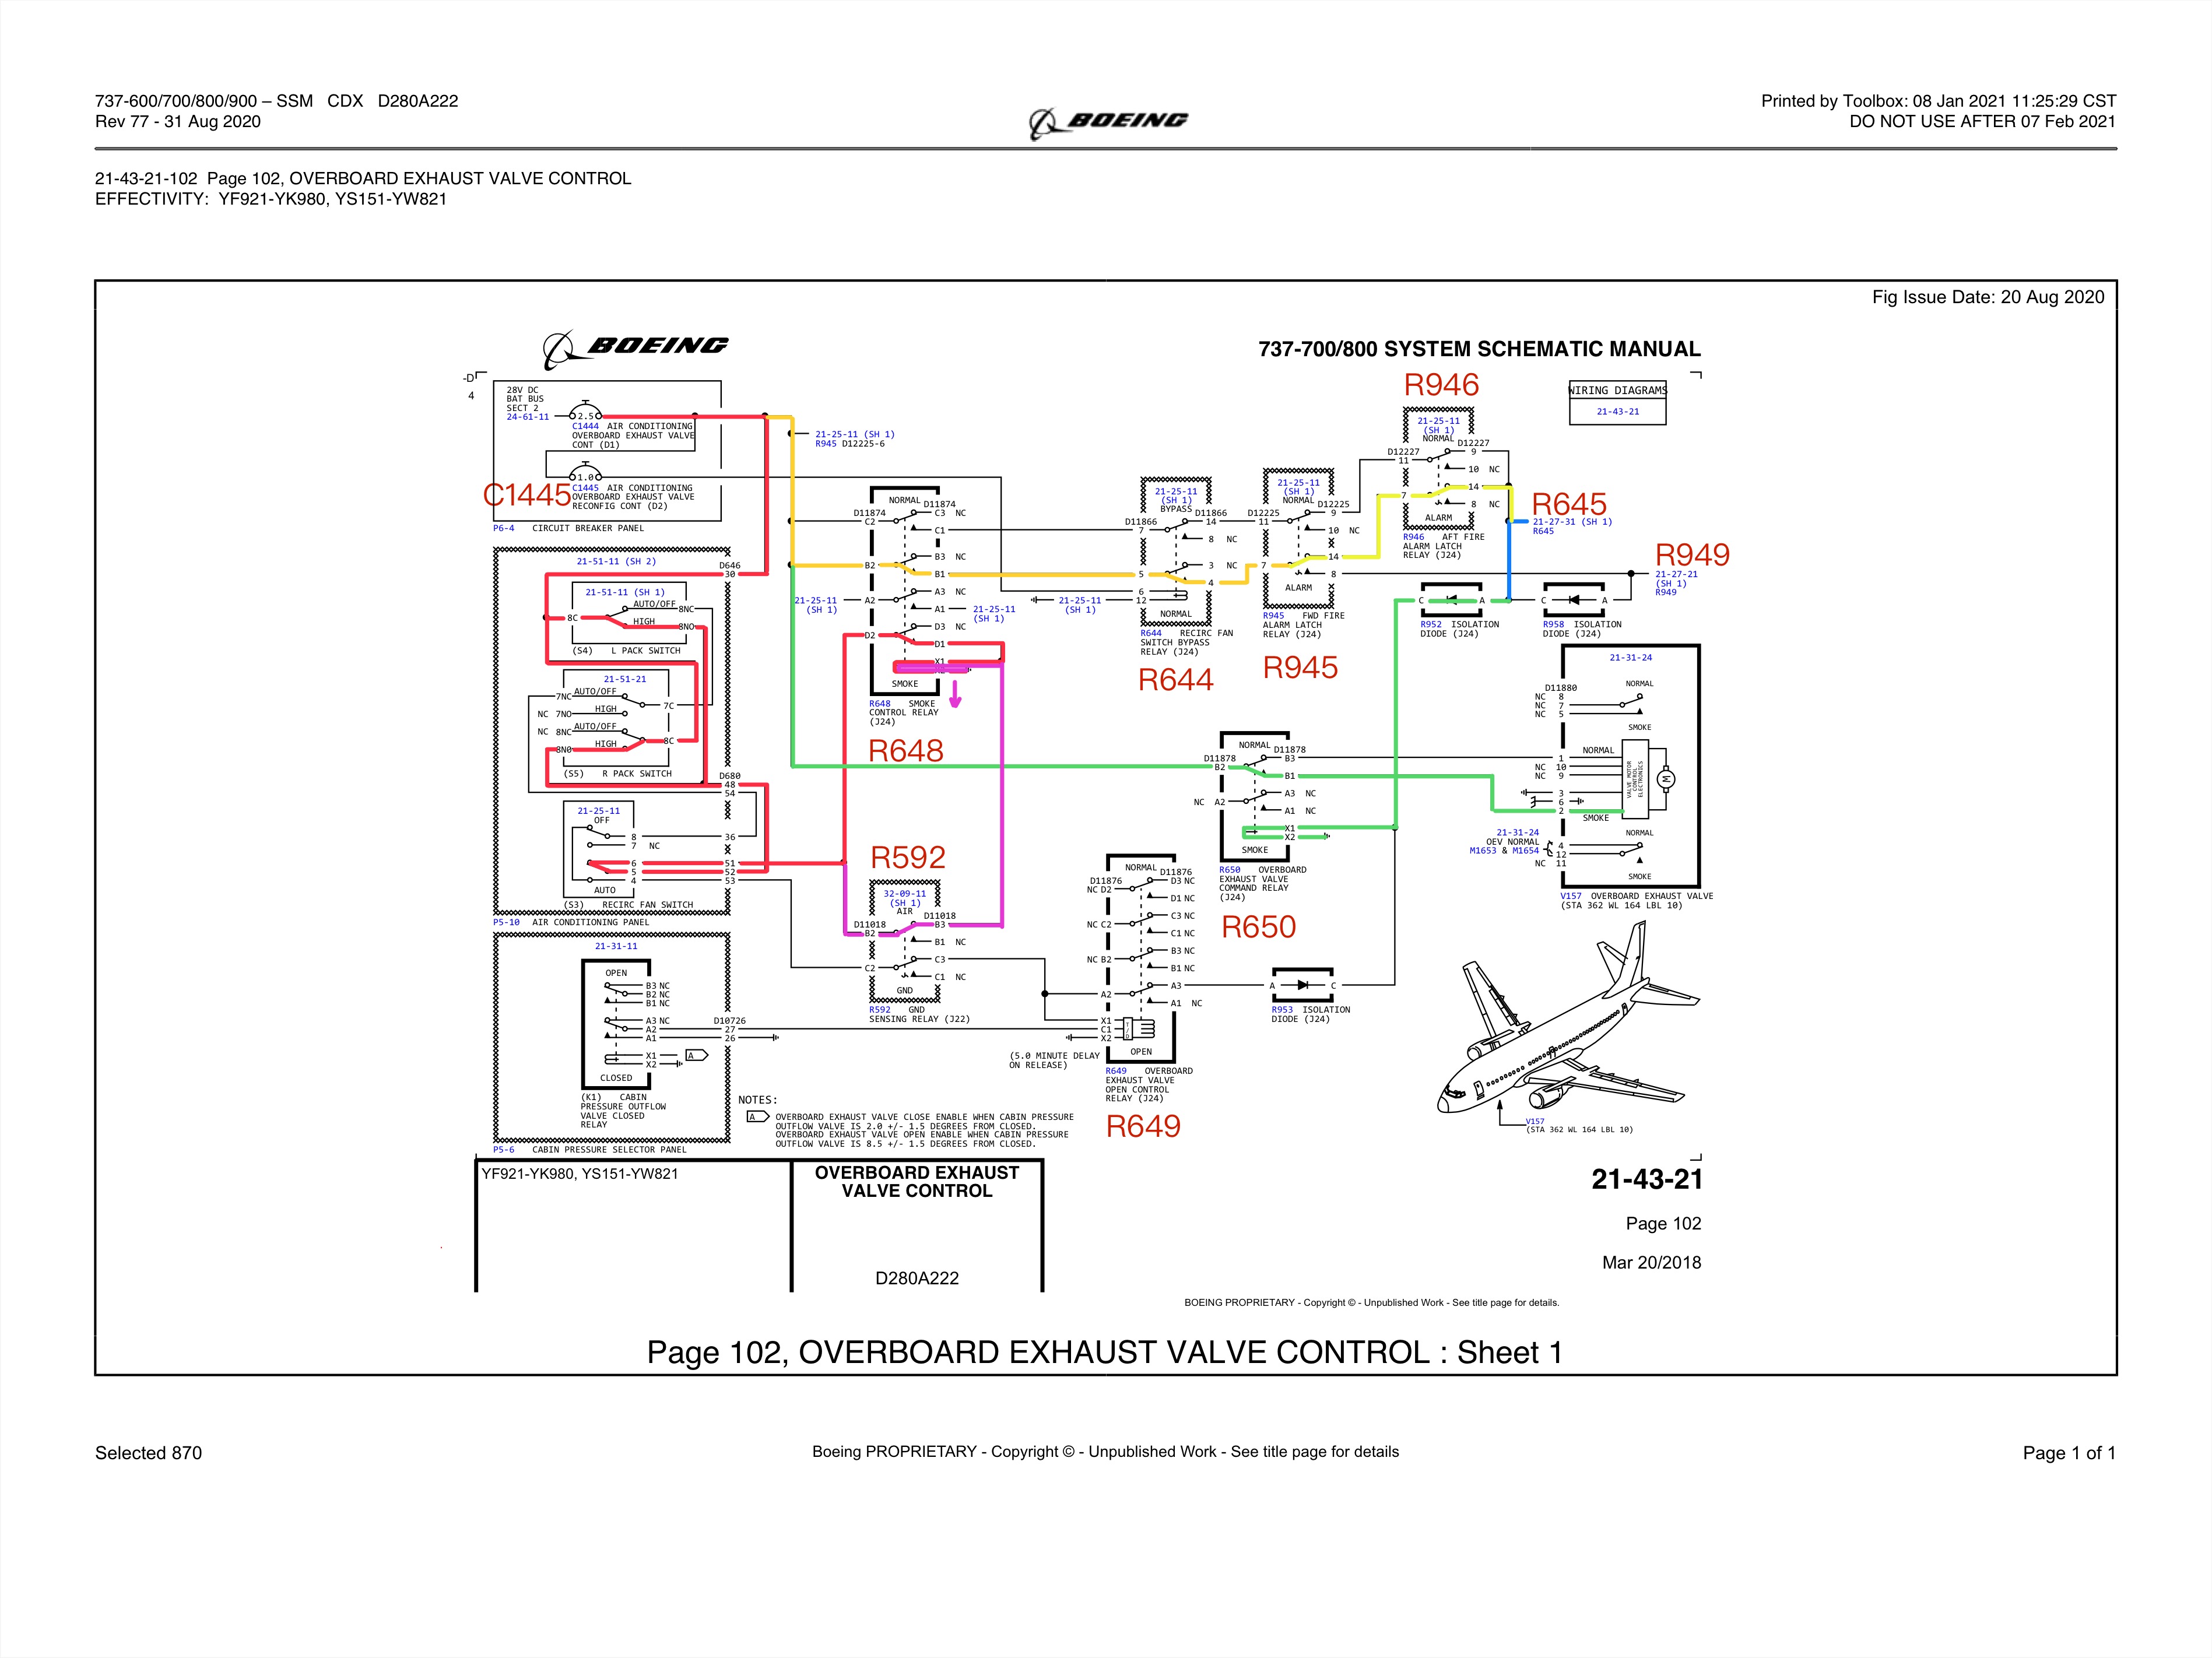 737-600/700/800/900 – SSM CDX D280A222
Rev 77 - 31 Aug 2020
BOEING
Printed by Toolbox: 08 Jan 2021 11:25:29 CST
DO NOT USE AFTER 07 Feb 2021
21-43-21-102 Page 102, OVERBOARD EXHAUST VALVE CONTROL
EFFECTIVITY: YF921-YK980, YS151-YW821
Fig Issue Date: 20 Aug 2020
BOEING
737-700/800 SYSTEM SCHEMATIC MANUAL
-D
4
28V DC
BAT BUS
SECT 2
24-61-11
2.5
C1444 AIR CONDITIONING
OVERBOARD EXHAUST VALVE
CONT (D1)
1.0
C1445
C1445 AIR CONDITIONING
OVERBOARD EXHAUST VALVE
RECONFIG CONT (D2)
P6-4 CIRCUIT BREAKER PANEL
21-25-11 (SH 1)
R945 D12225-6
WIRING DIAGRAMS
21-43-21
21-51-11 (SH 2)
D646
30
21-51-11 (SH 1)
AUTO/OFF
8NC
8C
HIGH
8NO
(S4) L PACK SWITCH
21-51-21
7NC
AUTO/OFF
7C
NC 7NO
HIGH
NC 8NC
AUTO/OFF
8NO
HIGH
8C
(S5) R PACK SWITCH
D680
48
54
21-25-11
OFF
8
36
7 NC
6
51
5
52
4
53
AUTO
(S3) RECIRC FAN SWITCH
P5-10 AIR CONDITIONING PANEL
21-31-11
OPEN
B3 NC
B2 NC
B1 NC
A3 NC
D10726
A2
27
A1
26
X1
A
X2
CLOSED
(K1) CABIN
PRESSURE OUTFLOW
VALVE CLOSED
RELAY
P5-6 CABIN PRESSURE SELECTOR PANEL
NORMAL
D11874
D11874
C2
C3 NC
C1
B3 NC
B2
B1
21-25-11
(SH 1)
A2
A3 NC
A1
21-25-11
(SH 1)
D3 NC
D2
D1
X1
SMOKE
R648 SMOKE
CONTROL RELAY
(J24)
R648
R592
32-09-11
(SH 1)
AIR
D11018
D11018
B2
B3
B1 NC
C2
C3
C1 NC
GND
R592 GND
SENSING RELAY (J22)
21-25-11
(SH 1)
BYPASS
D11866
D11866
7
14
8 NC
5
3 NC
4
6
12
21-25-11
(SH 1)
NORMAL
R644 RECIRC FAN
SWITCH BYPASS
RELAY (J24)
R644
21-25-11
(SH 1)
NORMAL
D12225
D12225
11
9
10 NC
7
14
8
ALARM
R945 FWD FIRE
ALARM LATCH
RELAY (J24)
R945
R946
21-25-11
(SH 1)
NORMAL
D12227
D12227
11
9
10 NC
7
14
8 NC
ALARM
R946 AFT FIRE
ALARM LATCH
RELAY (J24)
R645
21-27-31 (SH 1)
R645
R949
21-27-21
(SH 1)
R949
C
A
R952 ISOLATION
DIODE (J24)
C
A
R958 ISOLATION
DIODE (J24)
NORMAL
D11878
D11878
B2
B3
B1
NC A2
A3 NC
A1 NC
X1
X2
SMOKE
R650 OVERBOARD
EXHAUST VALVE
COMMAND RELAY
(J24)
R650
21-31-24
D11880
NC 8
NC 7
NC 5
NORMAL
SMOKE
1
NORMAL
NC 10
NC 9
3
6
2
SMOKE
VALVE MOTOR
CONTROL
ELECTRONICS
M
21-31-24
OEV NORMAL
M1653 & M1654
4
12
NC 11
NORMAL
SMOKE
V157 OVERBOARD EXHAUST VALVE
(STA 362 WL 164 LBL 10)
NORMAL
D11876
D11876
NC D2
D3 NC
D1 NC
NC C2
C3 NC
C1 NC
NC B2
B3 NC
B1 NC
A2
A3
A1 NC
X1
C1
X2
T/D
OPEN
(5.0 MINUTE DELAY
ON RELEASE)
R649 OVERBOARD
EXHAUST VALVE
OPEN CONTROL
RELAY (J24)
R649
A
C
R953 ISOLATION
DIODE (J24)
V157
(STA 362 WL 164 LBL 10)
NOTES:
A OVERBOARD EXHAUST VALVE CLOSE ENABLE WHEN CABIN PRESSURE
OUTFLOW VALVE IS 2.0 +/- 1.5 DEGREES FROM CLOSED.
OVERBOARD EXHAUST VALVE OPEN ENABLE WHEN CABIN PRESSURE
OUTFLOW VALVE IS 8.5 +/- 1.5 DEGREES FROM CLOSED.
YF921-YK980, YS151-YW821
OVERBOARD EXHAUST
VALVE CONTROL
D280A222
21-43-21
Page 102
Mar 20/2018
BOEING PROPRIETARY - Copyright © - Unpublished Work - See title page for details.
Page 102, OVERBOARD EXHAUST VALVE CONTROL : Sheet 1
Selected 870
Boeing PROPRIETARY - Copyright © - Unpublished Work - See title page for details
Page 1 of 1